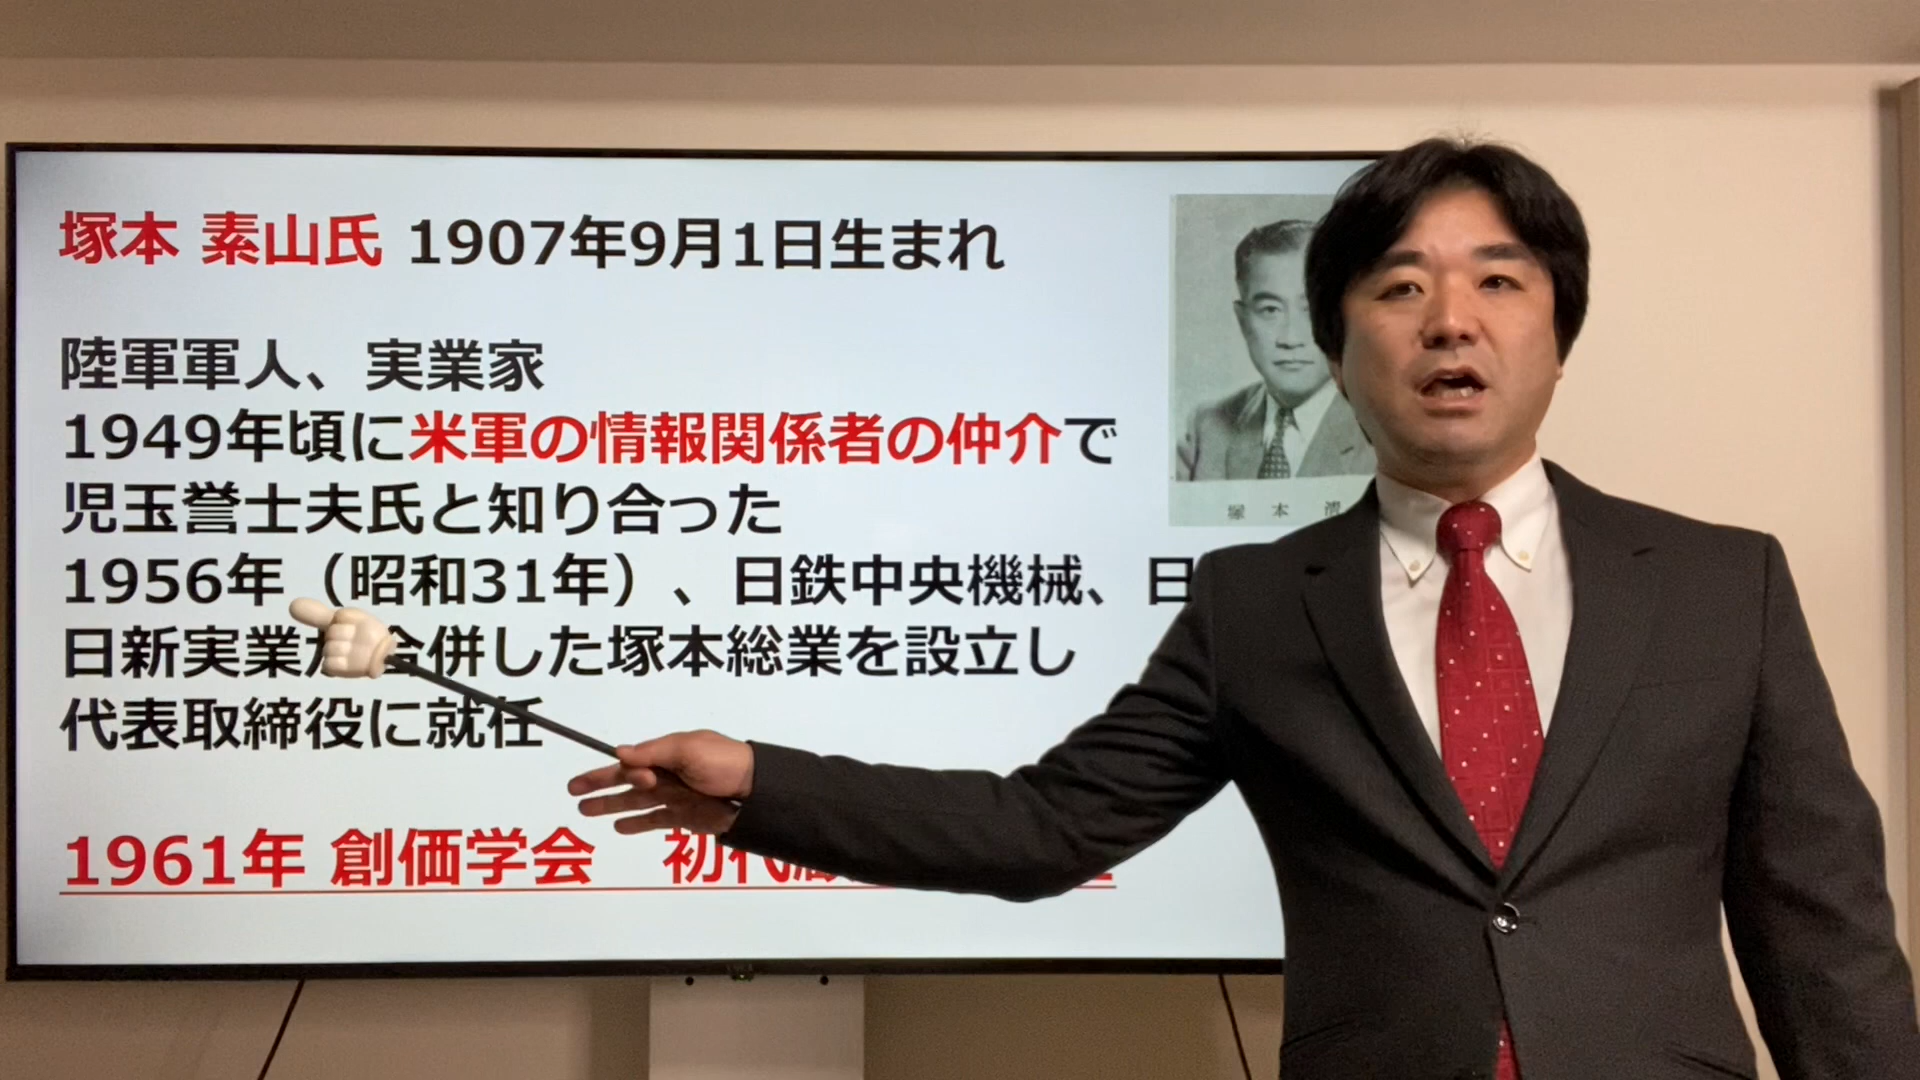 塚本 素山氏 1907年9月1日生まれ
陸軍軍人、実業家
1949年頃に米軍の情報関係者の仲介で
児玉誉士夫氏と知り合った
1956年（昭和31年）、日鉄中央機械、日
日新実業が合併した塚本総業を設立し
代表取締役に就任
1961年 創価学会 初代
塚本 清